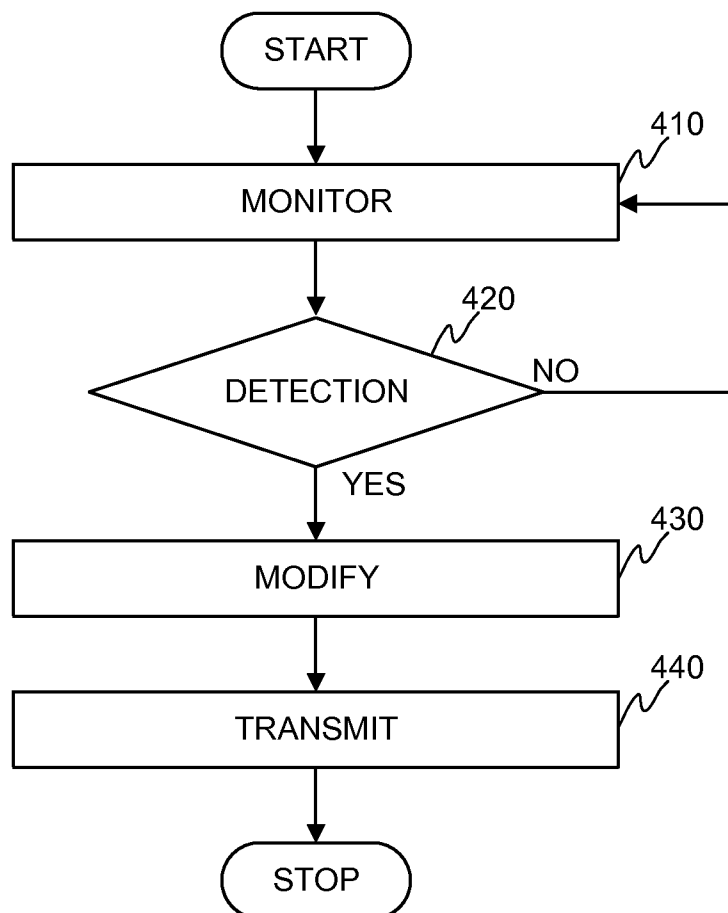 START
410
MONITOR
420
DETECTION
NO
YES
430
MODIFY
440
TRANSMIT
STOP